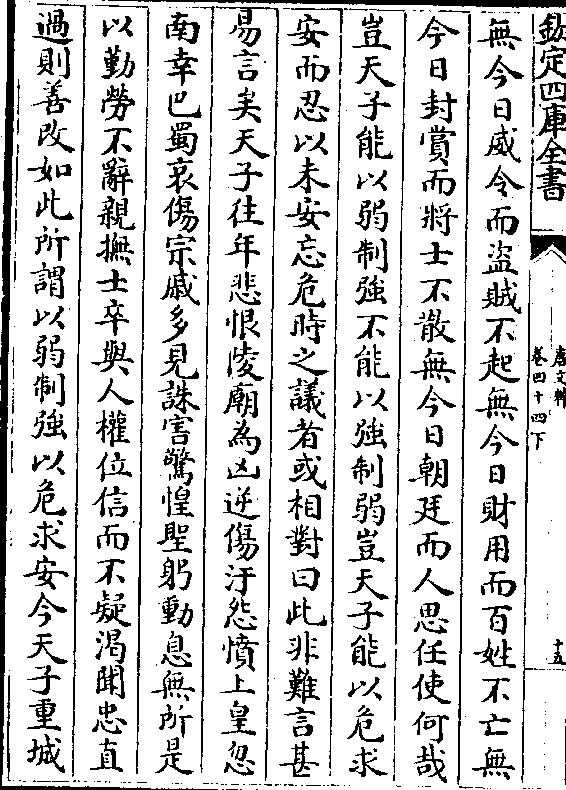 欽定四庫全書
唐文粹
卷四十四下
十五
無今日威令而盜賊不起無今日財用而百姓不亡無
今日封賞而將士不散無今日朝廷而人思任使何哉
豈天子能以弱制強不能以強制弱豈天子能以危求
安而忍以未安忘危時之議者或相對曰此非難言甚
易言矣天子往年悲恨陵廟為凶逆傷汙怨憤上皇忽
南幸巴蜀哀傷宗戚多見誅害驚惶聖躬動息無所是
以勤勞不辭親撫士卒與人權位信而不疑渴聞忠直
過則善改如此所謂以弱制強以危求安今天子重城